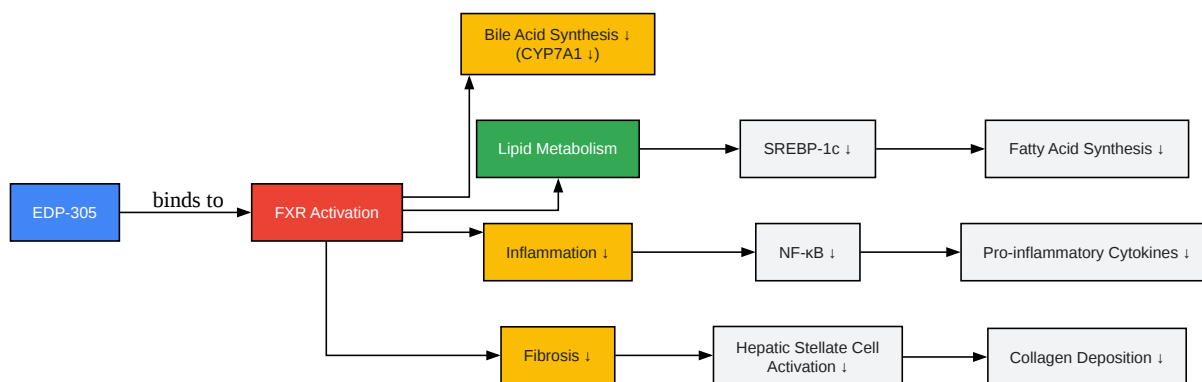 Bile Acid Synthesis ↓
(CYP7A1 ↓)
Lipid Metabolism
SREBP-1c ↓
Fatty Acid Synthesis ↓
EDP-305
binds to
FXR Activation
Inflammation ↓
NF-κB ↓
Pro-inflammatory Cytokines ↓
Fibrosis ↓
Hepatic Stellate Cell
Activation ↓
Collagen Deposition ↓